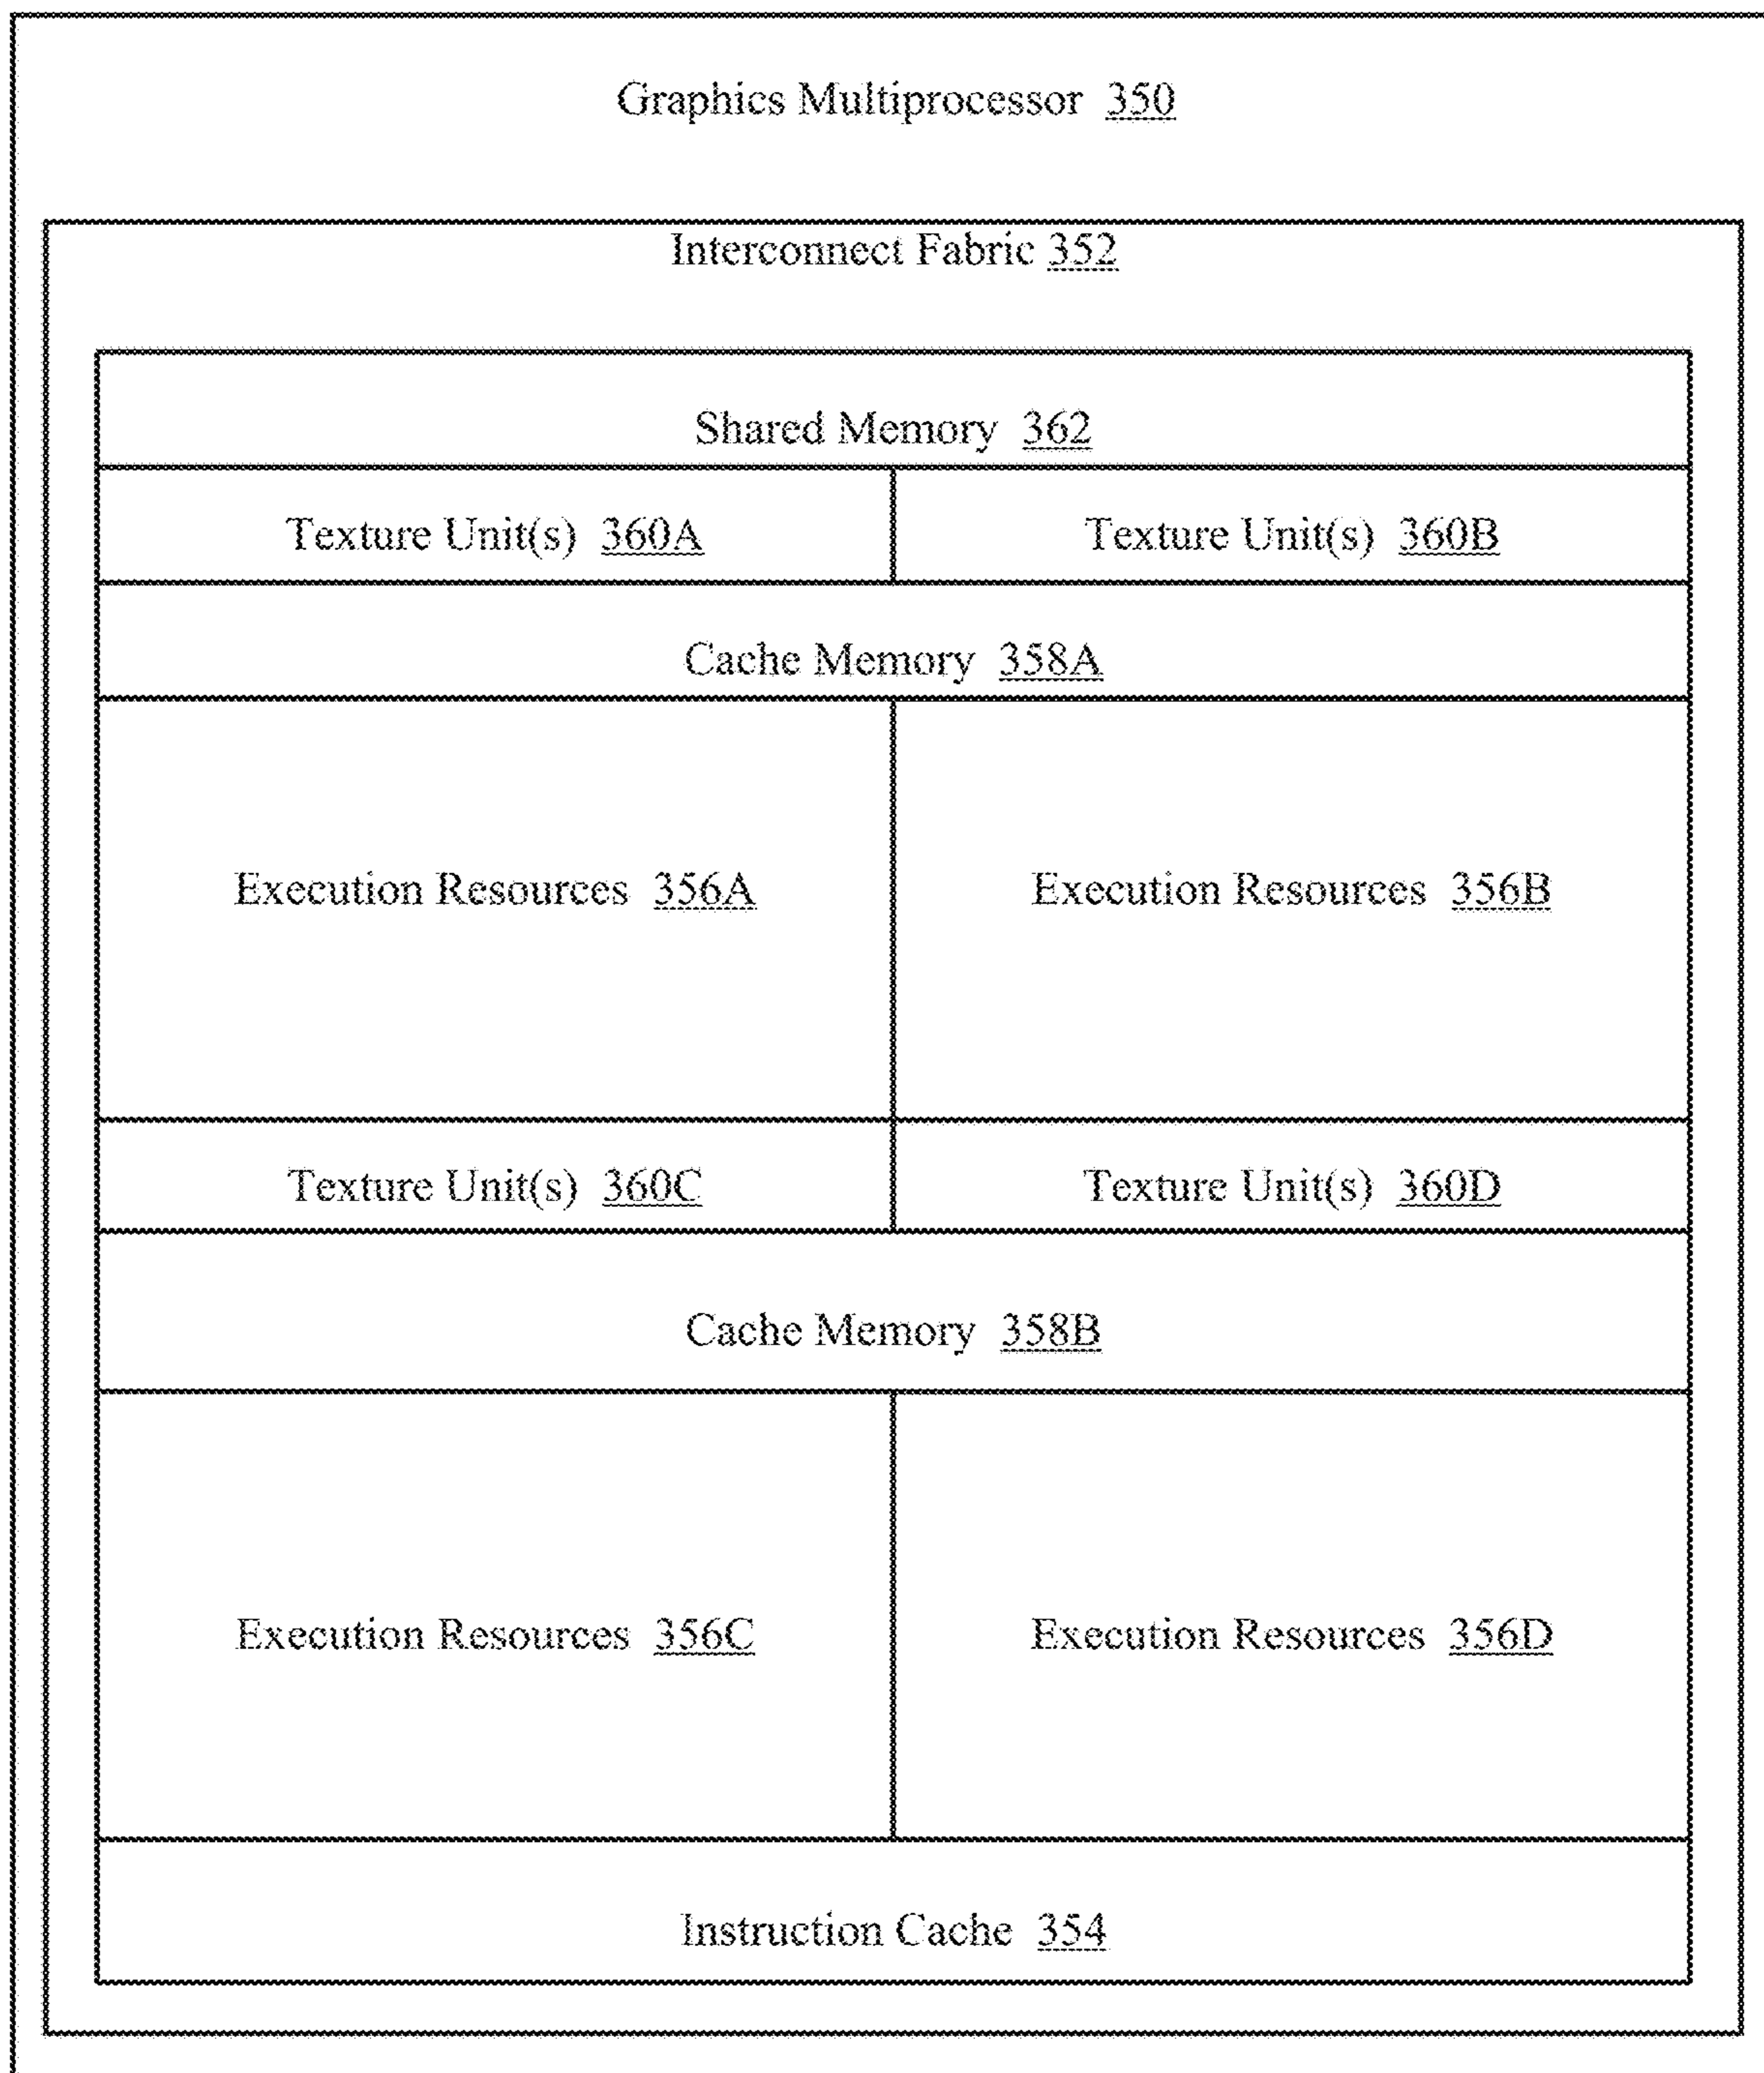 Graphics Multiprocessor 350
Interconnect Fabric 352
Shared Memory 362
Texture Unit(s) 360A
Texture Unit(s) 360B
Cache Memory 358A
Execution Resources 356A
Execution Resources 356B
Texture Unit(s) 360C
Texture Unit(s) 360D
Cache Memory 358B
Execution Resources 356C
Execution Resources 356D
Instruction Cache 354